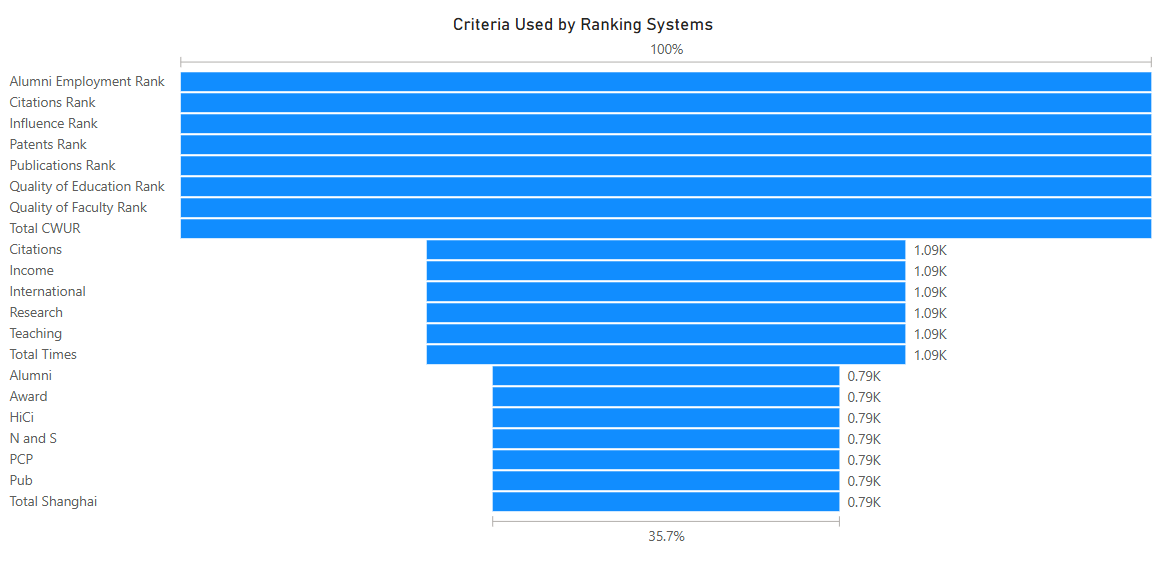 Criteria Used by Ranking Systems
100%
Alumni Employment Rank
Citations Rank
Influence Rank
Patents Rank
Publications Rank
Quality of Education Rank
Quality of Faculty Rank
Total CWUR
Citations 1.09K
Income 1.09K
International 1.09K
Research 1.09K
Teaching 1.09K
Total Times 1.09K
Alumni 0.79K
Award 0.79K
HiCi 0.79K
N and S 0.79K
PCP 0.79K
Pub 0.79K
Total Shanghai 0.79K
35.7%